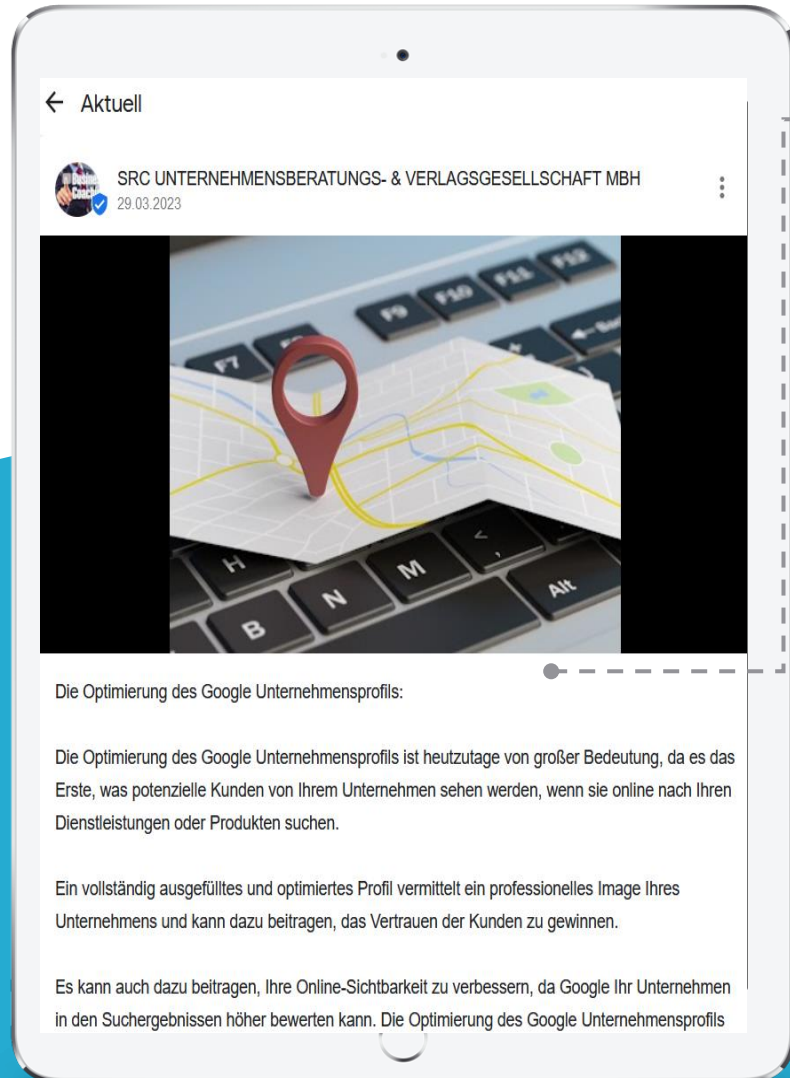 Aktuell
SRC UNTERNEHMENSBERATUNGS- & VERLAGSGESELLSCHAFT MBH
29.03.2023
F7
F9
F10
F11
F12
H
B
N
M
<
,
Alt
Die Optimierung des Google Unternehmensprofils:
Die Optimierung des Google Unternehmensprofils ist heutzutage von großer Bedeutung, da es das
Erste, was potenzielle Kunden von Ihrem Unternehmen sehen werden, wenn sie online nach Ihren
Dienstleistungen oder Produkten suchen.
Ein vollständig ausgefülltes und optimiertes Profil vermittelt ein professionelles Image Ihres
Unternehmens und kann dazu beitragen, das Vertrauen der Kunden zu gewinnen.
Es kann auch dazu beitragen, Ihre Online-Sichtbarkeit zu verbessern, da Google Ihr Unternehmen
in den Suchergebnissen höher bewerten kann. Die Optimierung des Google Unternehmensprofils